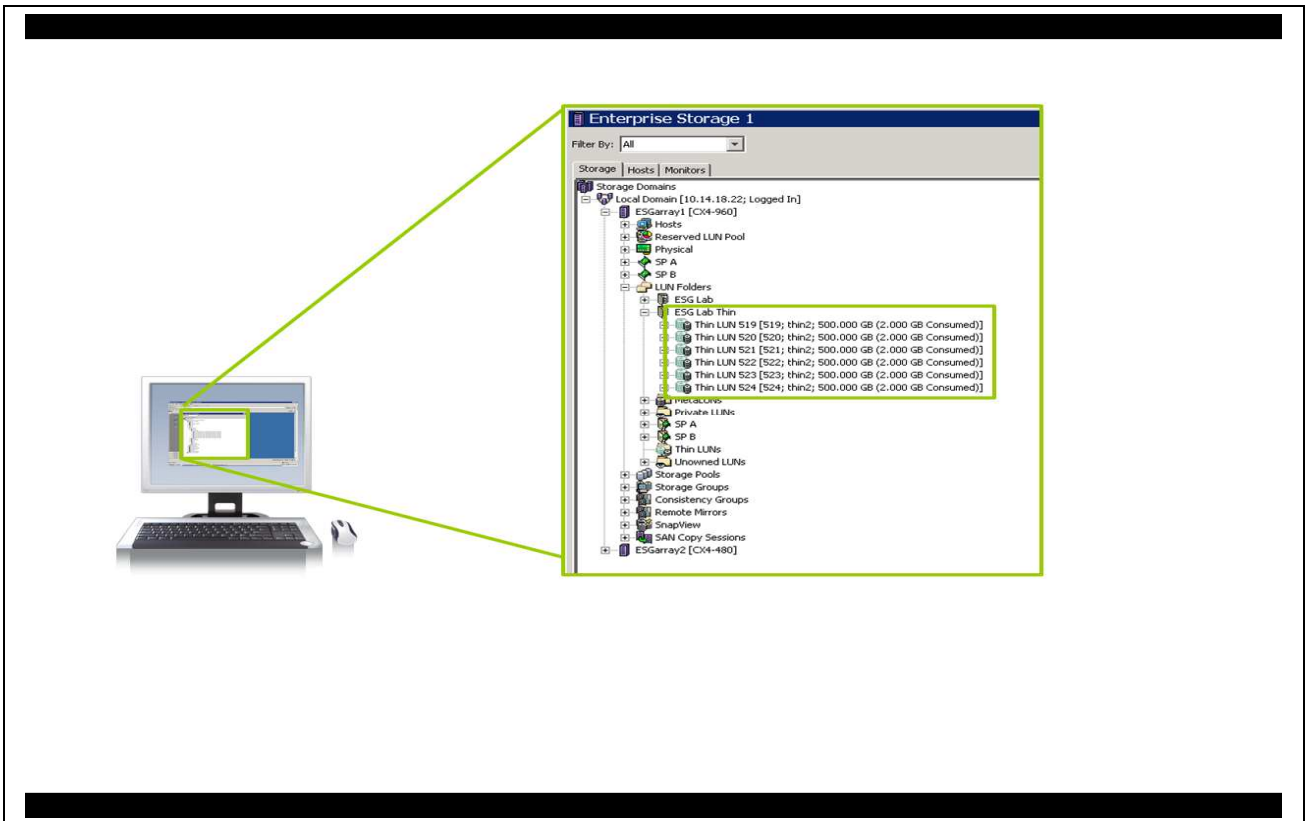 Enterprise Storage 1
Filter By: All
Storage Hosts Monitors
Storage Domains
Local Domain [10.14.18.22; Logged In]
ESGarray1 [CX4-960]
Hosts
Reserved LUN Pool
Physical
SP A
SP B
LUN Folders
ESG Lab
ESG Lab Thin
Thin LUN 519 [519; thin2; 500.000 GB (2.000 GB Consumed)]
Thin LUN 520 [520; thin2; 500.000 GB (2.000 GB Consumed)]
Thin LUN 521 [521; thin2; 500.000 GB (2.000 GB Consumed)]
Thin LUN 522 [522; thin2; 500.000 GB (2.000 GB Consumed)]
Thin LUN 523 [523; thin2; 500.000 GB (2.000 GB Consumed)]
Thin LUN 524 [524; thin2; 500.000 GB (2.000 GB Consumed)]
MetaLUNs
Private LUNs
SP A
SP B
Thin LUNs
Unowned LUNs
Storage Pools
Storage Groups
Consistency Groups
Remote Mirrors
SnapView
SAN Copy Sessions
ESGarray2 [CX4-480]